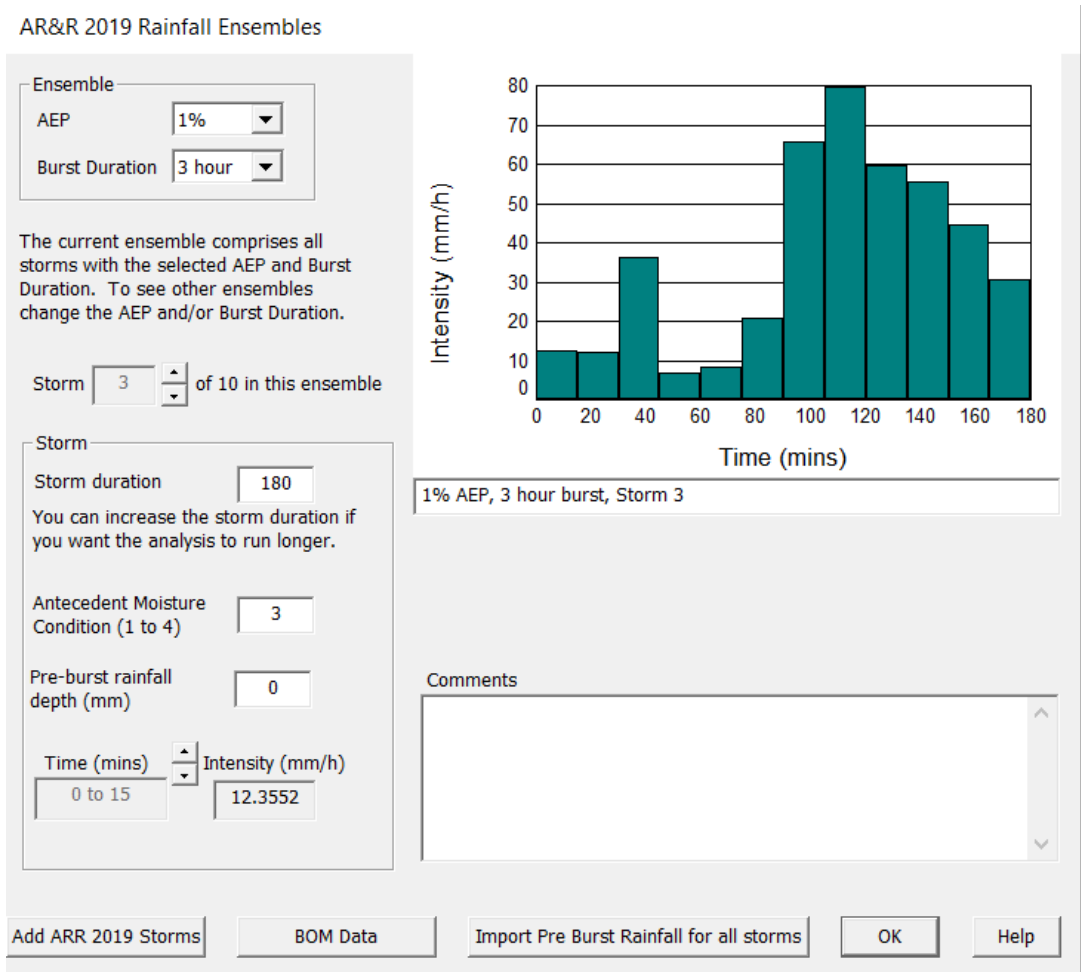 AR&R 2019 Rainfall Ensembles
Ensemble
AEP 1%
Burst Duration 3 hour
The current ensemble comprises all
storms with the selected AEP and Burst
Duration. To see other ensembles
change the AEP and/or Burst Duration.
Storm 3 of 10 in this ensemble
Storm
Storm duration 180
You can increase the storm duration if
you want the analysis to run longer.
Antecedent Moisture
Condition (1 to 4) 3
Pre-burst rainfall
depth (mm) 0
Time (mins) Intensity (mm/h)
0 to 15 12.3552
Intensity (mm/h)
80
70
60
50
40
30
20
10
0
0 20 40 60 80 100 120 140 160 180
Time (mins)
1% AEP, 3 hour burst, Storm 3
Comments
Add ARR 2019 Storms BOM Data Import Pre Burst Rainfall for all storms OK Help